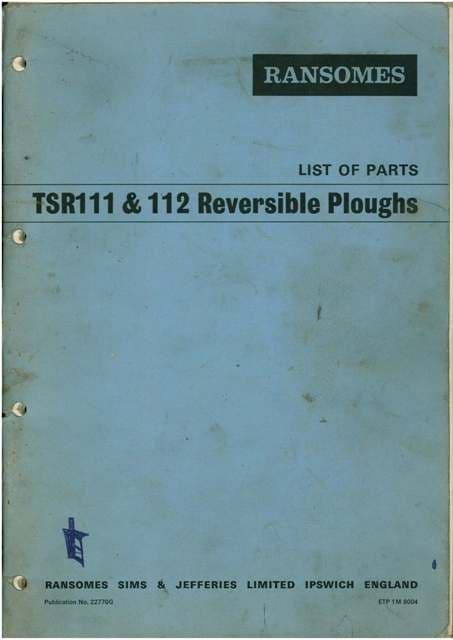 RANSOMES
LIST OF PARTS
TSR111 & 112 Reversible Ploughs
RANSOMES SIMS & JEFFERIES LIMITED IPSWICH ENGLAND
Publication No. 22770G
ETP 1M 8004